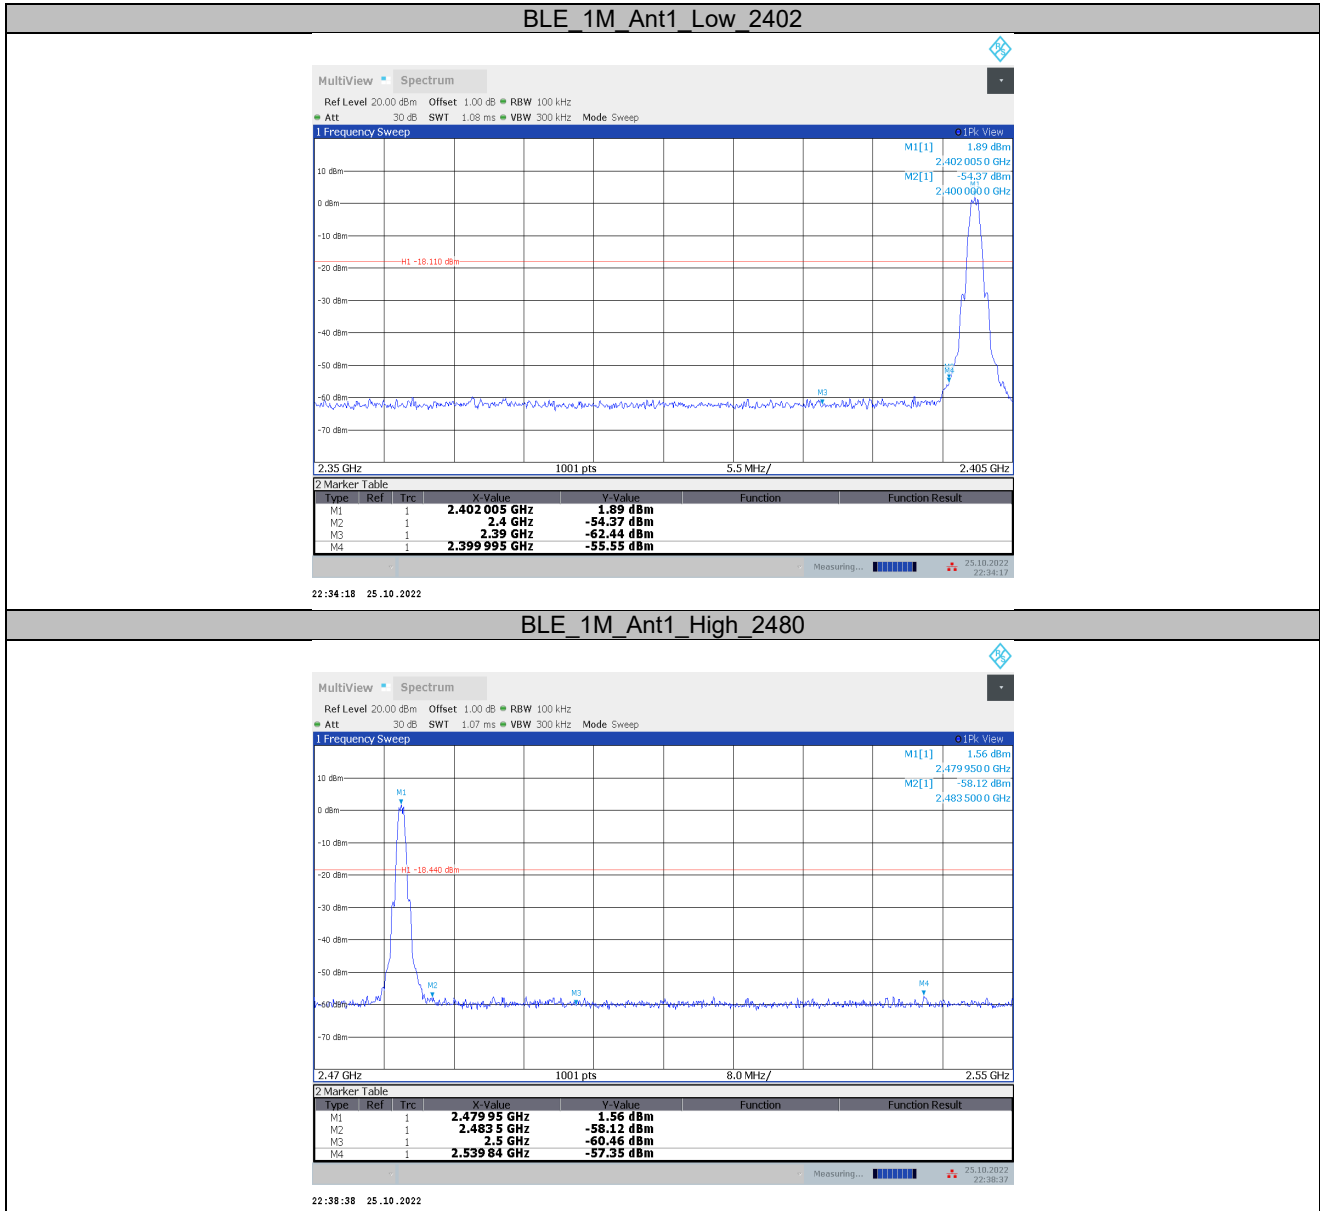 BLE_1M_Ant1_Low_2402
MultiView Spectrum
Ref Level 20.00 dBm Offset 1.00 dB RBW 100 kHz
Att 30 dB SWT 1.08 ms VBW 300 kHz Mode Sweep
1 Frequency Sweep 1Pk View
M1[1] 1.89 dBm
2.402 005 0 GHz
M2[1] -54.37 dBm
2.400 000 0 GHz
10 dBm
M1
0 dBm
-10 dBm
H1 -18.110 dBm
-20 dBm
-30 dBm
-40 dBm
-50 dBm
M4
M3
-60 dBm
-70 dBm
2.35 GHz 1001 pts 5.5 MHz/ 2.405 GHz
2 Marker Table
Type Ref Trc X-Value Y-Value Function Function Result
M1 1 2.402 005 GHz 1.89 dBm
M2 1 2.4 GHz -54.37 dBm
M3 1 2.39 GHz -62.44 dBm
M4 1 2.399 995 GHz -55.55 dBm
Measuring... 25.10.2022
22:34:17
22:34:18 25.10.2022
BLE_1M_Ant1_High_2480
MultiView Spectrum
Ref Level 20.00 dBm Offset 1.00 dB RBW 100 kHz
Att 30 dB SWT 1.07 ms VBW 300 kHz Mode Sweep
1 Frequency Sweep 1Pk View
M1[1] 1.56 dBm
2.479 950 0 GHz
M2[1] -58.12 dBm
2.483 500 0 GHz
10 dBm
M1
0 dBm
-10 dBm
H1 -18.440 dBm
-20 dBm
-30 dBm
-40 dBm
-50 dBm
M2 M3 M4
-60 dBm
-70 dBm
2.47 GHz 1001 pts 8.0 MHz/ 2.55 GHz
2 Marker Table
Type Ref Trc X-Value Y-Value Function Function Result
M1 1 2.479 95 GHz 1.56 dBm
M2 1 2.483 5 GHz -58.12 dBm
M3 1 2.5 GHz -60.46 dBm
M4 1 2.539 84 GHz -57.35 dBm
Measuring... 25.10.2022
22:38:37
22:38:38 25.10.2022